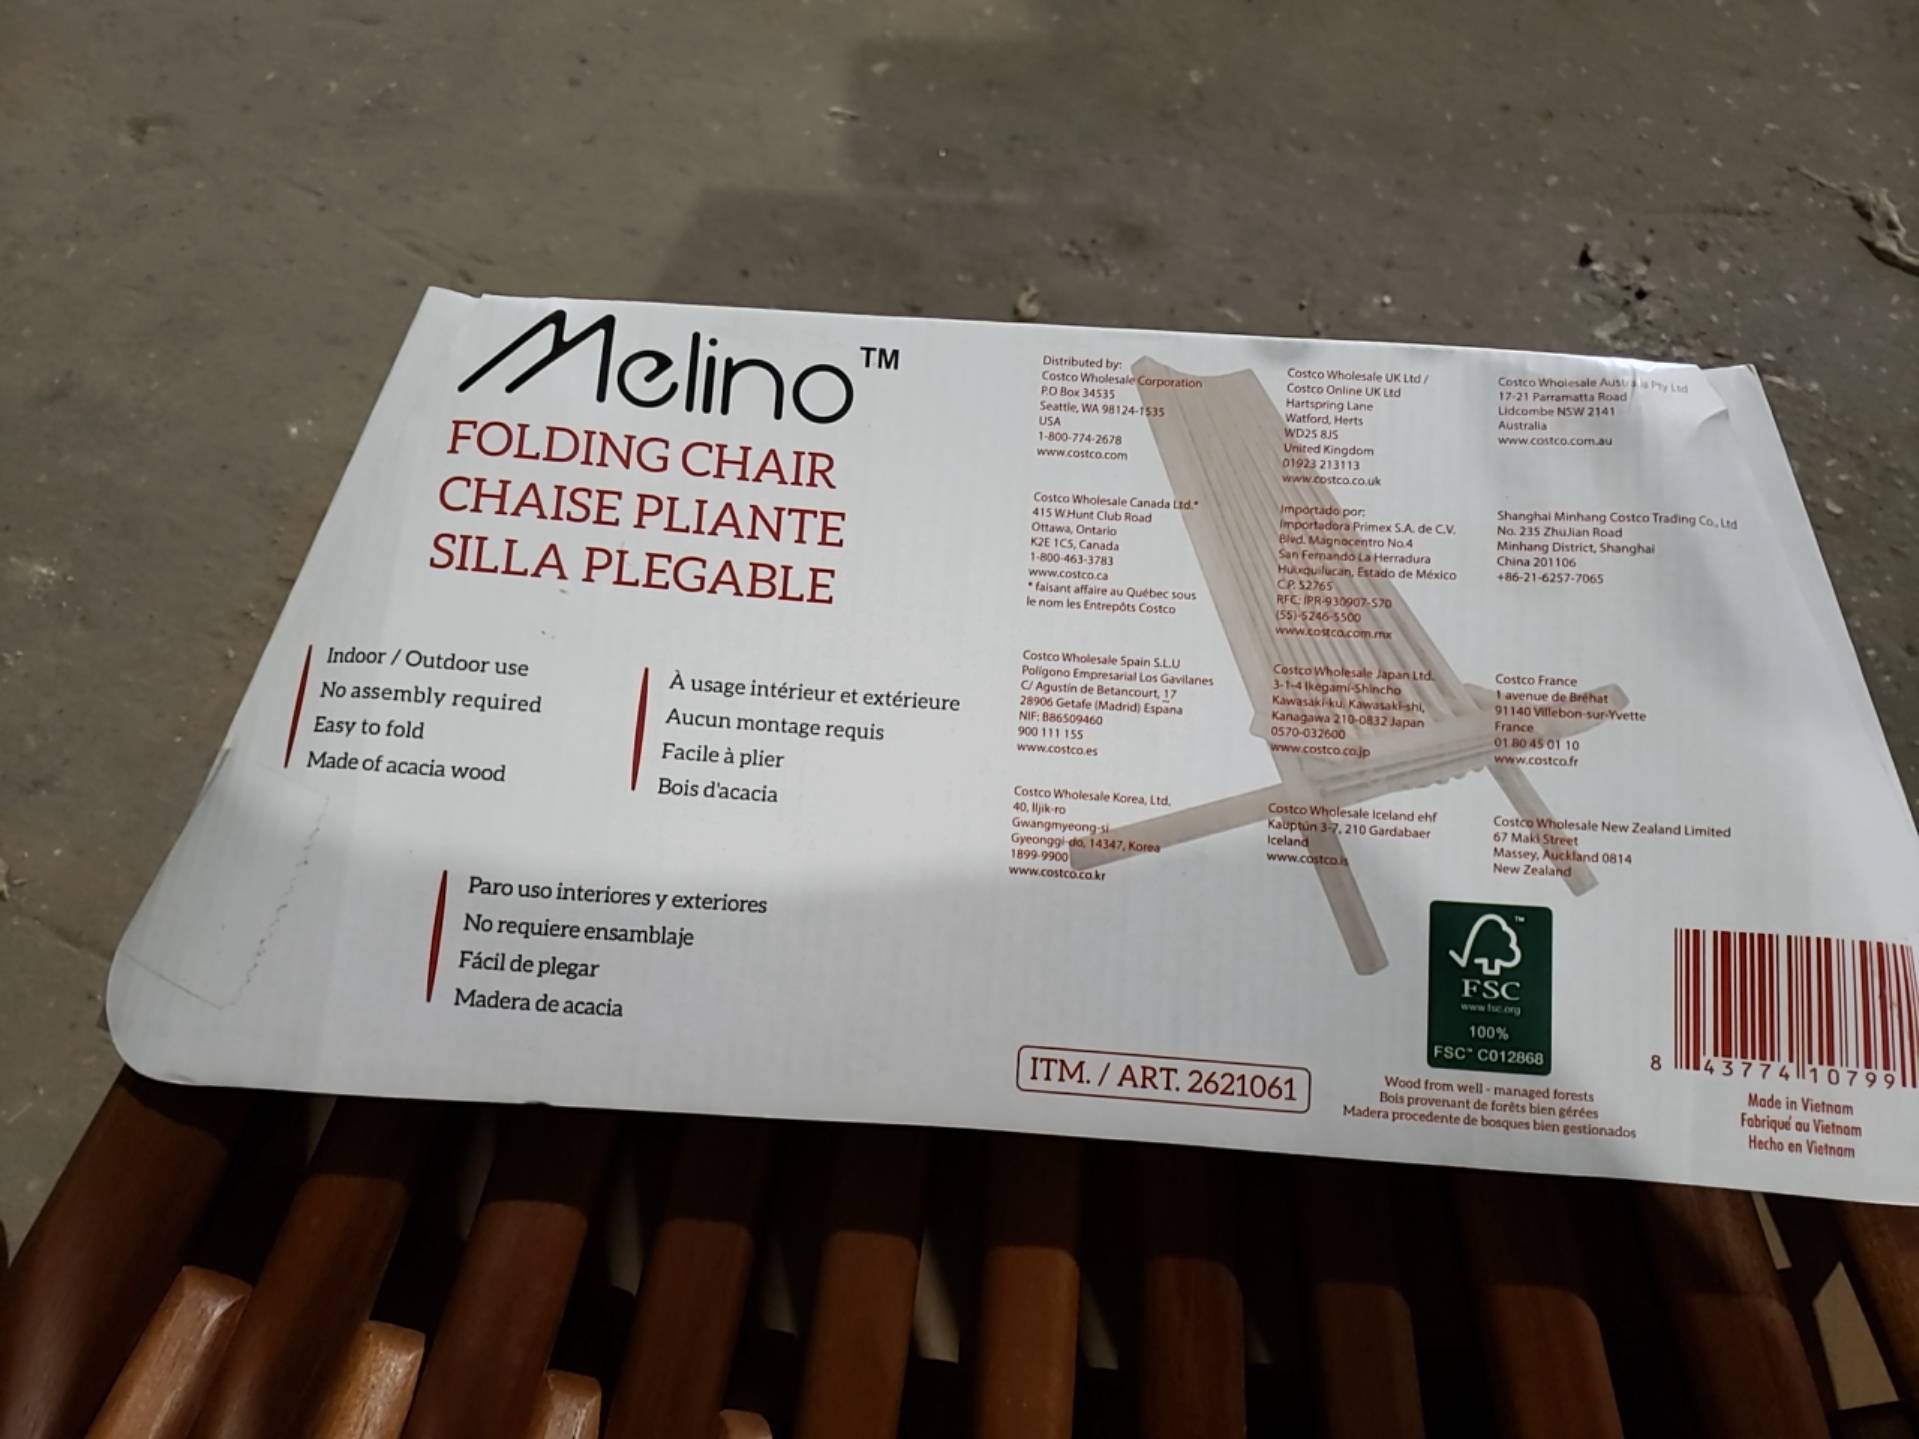 Melino™
FOLDING CHAIR
CHAISE PLIANTE
SILLA PLEGABLE
Indoor / Outdoor use
No assembly required
Easy to fold
Made of acacia wood
À usage intérieur et extérieure
Aucun montage requis
Facile à plier
Bois d'acacia
Paro uso interiores y exteriores
No requiere ensamblaje
Fácil de plegar
Madera de acacia
Distributed by:
Costco Wholesale Corporation
P.O Box 34535
Seattle, WA 98124-1535
USA
1-800-774-2678
www.costco.com
Costco Wholesale UK Ltd /
Costco Online UK Ltd
Hartspring Lane
Watford, Herts
WD25 8JS
United Kingdom
01923 213113
www.costco.co.uk
Costco Wholesale Australia Pty Ltd
17-21 Parramatta Road
Lidcombe NSW 2141
Australia
www.costco.com.au
Costco Wholesale Canada Ltd.*
415 W.Hunt Club Road
Ottawa, Ontario
K2E 1C5, Canada
1-800-463-3783
www.costco.ca
* faisant affaire au Québec sous
le nom les Entrepôts Costco
Importado por:
Importadora Primex S.A. de C.V.
Blvd. Magnocentro No.4
San Fernando La Herradura
Huixquilucan, Estado de México
C.P. 52765
RFC: IPR-930907-S70
(55)-5246-5500
www.costco.com.mx
Shanghai Minhang Costco Trading Co., Ltd
No. 235 ZhuJian Road
Minhang District, Shanghai
China 201106
+86-21-6257-7065
Costco Wholesale Spain S.L.U
Polígono Empresarial Los Gavilanes
C/ Agustín de Betancourt, 17
28906 Getafe (Madrid) España
NIF: B86509460
900 111 155
www.costco.es
Costco Wholesale Japan Ltd.
3-1-4 Ikegami-Shincho
Kawasaki-ku, Kawasaki-shi,
Kanagawa 210-0832 Japan
0570-032600
www.costco.co.jp
Costco France
1 avenue de Bréhat
91140 Villebon-sur-Yvette
France
01 80 45 01 10
www.costco.fr
Costco Wholesale Korea, Ltd.
40, Iljik-ro
Gwangmyeong-si
Gyeonggi-do, 14347, Korea
1899-9900
www.costco.co.kr
Costco Wholesale Iceland ehf
Kauptún 3-7, 210 Gardabaer
Iceland
www.costco.is
Costco Wholesale New Zealand Limited
67 Maki Street
Massey, Auckland 0814
New Zealand
FSC
www.fsc.org
100%
FSC™ C012868
Wood from well - managed forests
Bois provenant de forêts bien gérées
Madera procedente de bosques bien gestionados
ITM. / ART. 2621061
8 43774 10799
Made in Vietnam
Fabriqué au Vietnam
Hecho en Vietnam